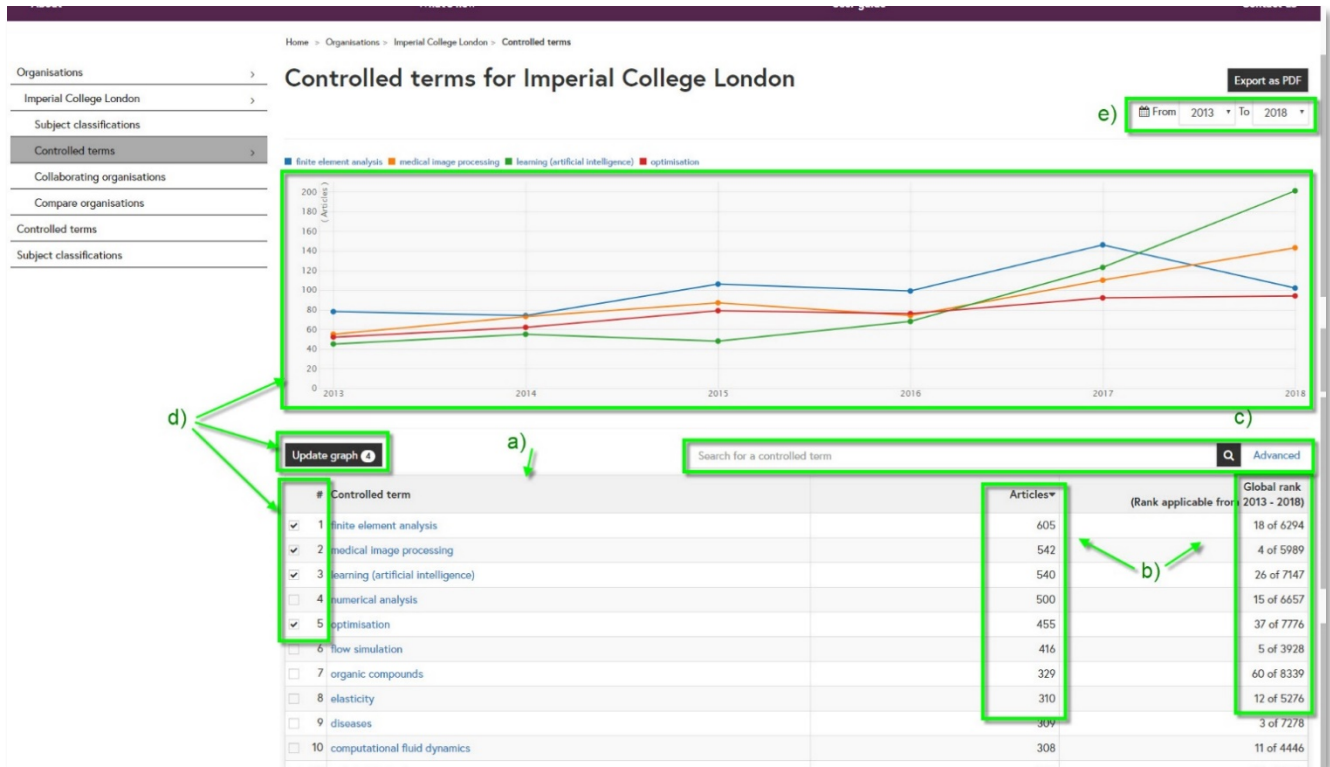 Home > Organisations > Imperial College London > Controlled terms
Organisations >
Imperial College London >
Subject classifications
Controlled terms >
Collaborating organisations
Compare organisations
Controlled terms
Subject classifications
Controlled terms for Imperial College London
Export as PDF
e) From 2013 To 2018
finite element analysis medical image processing learning (artificial intelligence) optimisation
( Articles )
200
180
160
140
120
100
80
60
40
20
0
2013 2014 2015 2016 2017 2018
d)
a)
c)
Update graph 4
Search for a controlled term
Advanced
# Controlled term Articles▾ Global rank
(Rank applicable from 2013 - 2018)
1 finite element analysis 605 18 of 6294
2 medical image processing 542 4 of 5989
b)
3 learning (artificial intelligence) 540 26 of 7147
4 numerical analysis 500 15 of 6657
5 optimisation 455 37 of 7776
6 flow simulation 416 5 of 3928
7 organic compounds 329 60 of 8339
8 elasticity 310 12 of 5276
9 diseases 309 3 of 7278
10 computational fluid dynamics 308 11 of 4446